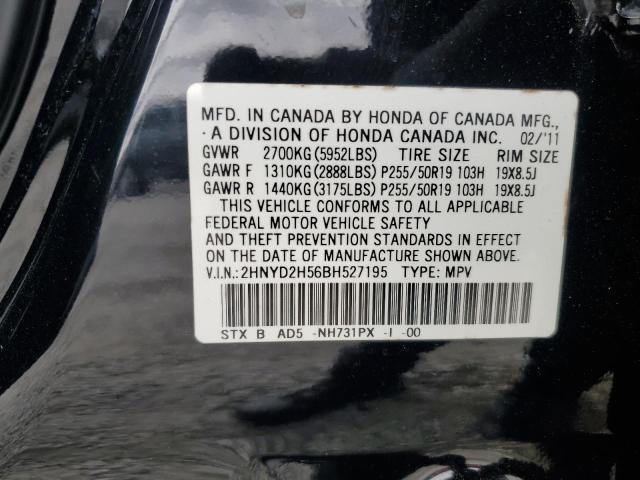 MFD. IN CANADA BY HONDA OF CANADA MFG.,
A DIVISION OF HONDA CANADA INC. 02/'11
GVWR 2700KG(5952LBS) TIRE SIZE RIM SIZE
GAWR F 1310KG(2888LBS) P255/50R19 103H 19X8.5J
GAWR R 1440KG(3175LBS) P255/50R19 103H 19X8.5J
THIS VEHICLE CONFORMS TO ALL APPLICABLE
FEDERAL MOTOR VEHICLE SAFETY
AND THEFT PREVENTION STANDARDS IN EFFECT
ON THE DATE OF MANUFACTURE SHOWN ABOVE.
V.I.N.: 2HNYD2H56BH527195 TYPE: MPV
STX B AD5 -NH731PX -I -00